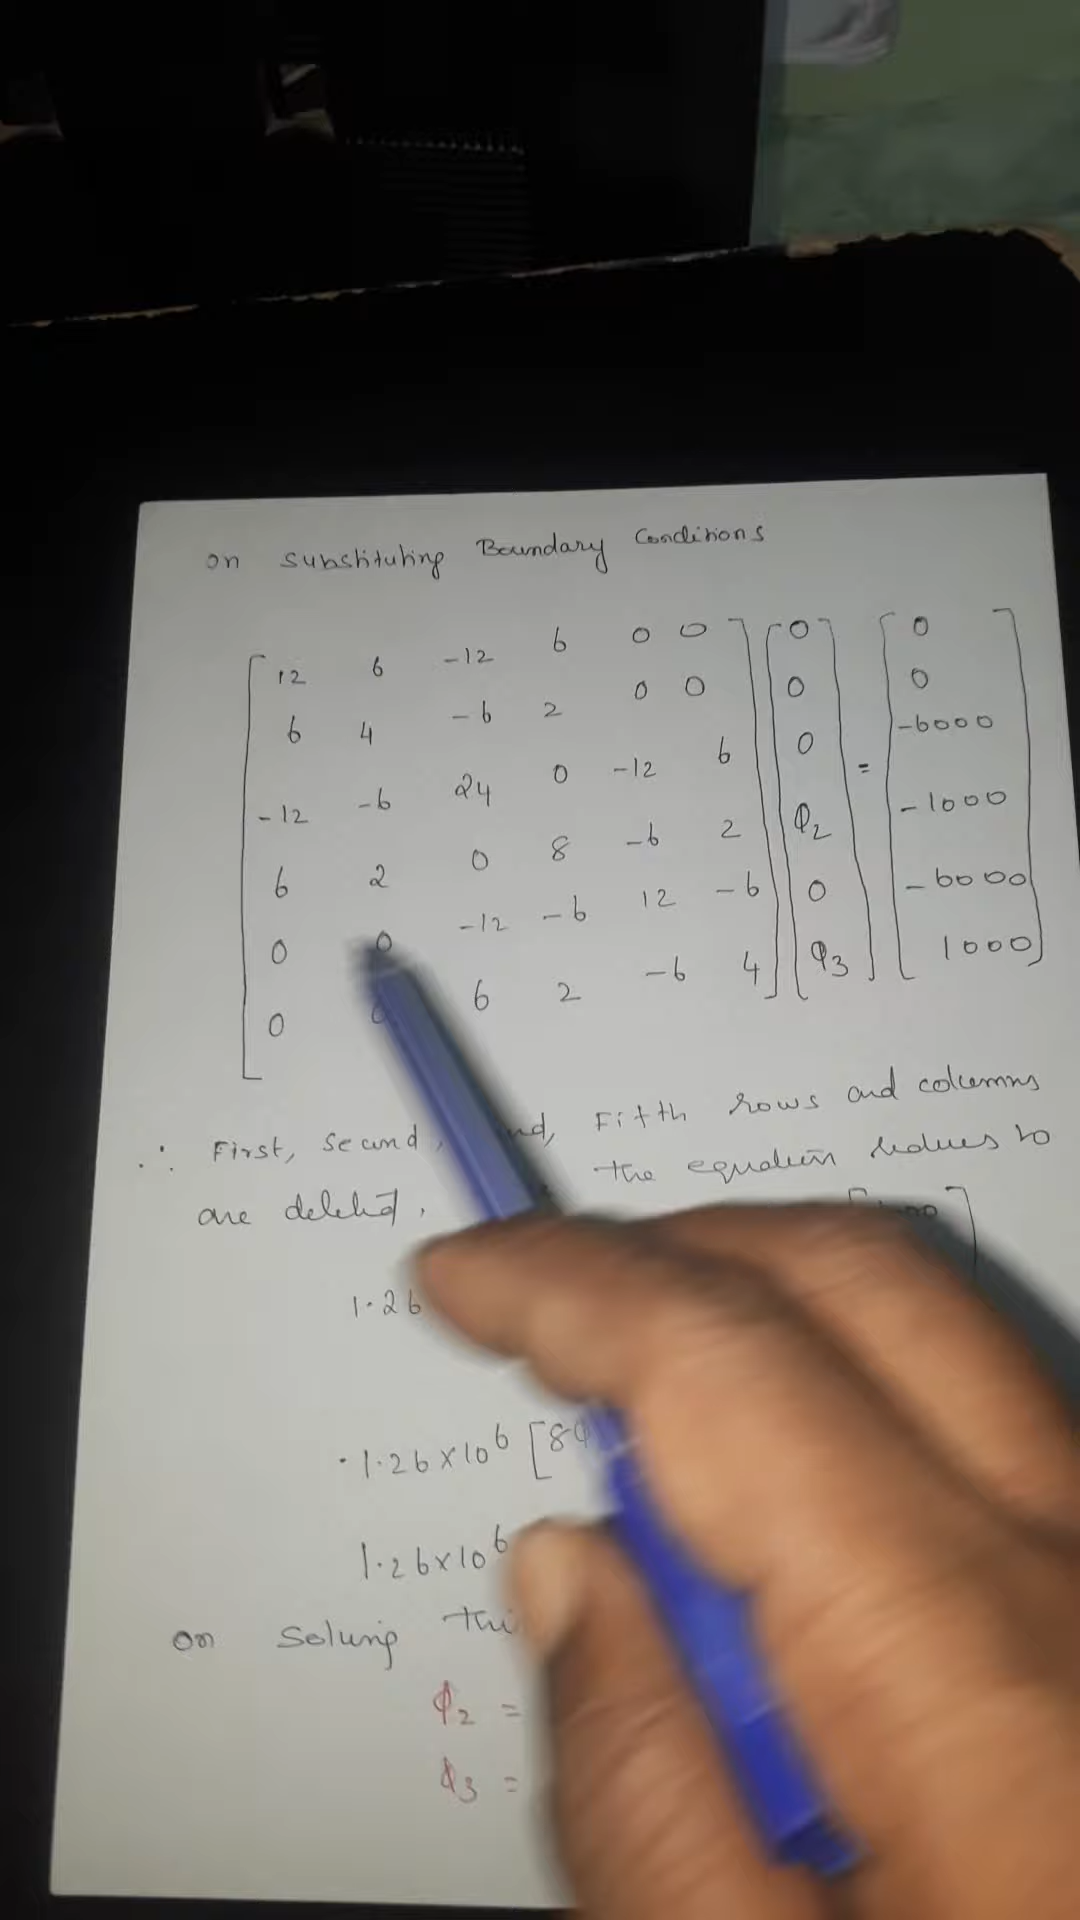 on substituting Boundary Conditions
12 6 -12 6 0 0 0 0
6 4 -6 2 0 0 0 0
-12 -6 24 0 -12 6 0 = -6000
6 2 0 8 -6 2 φ2 -1000
0 0 -12 -6 12 -6 0 -6000
0 0 6 2 -6 4 φ3 1000
∴ First, second, Fifth rows and columns
are deleted, the equation reduces to
1.26
1.26×10⁶ [8φ
1.26×10⁶
on solving
φ2 =
φ3 =